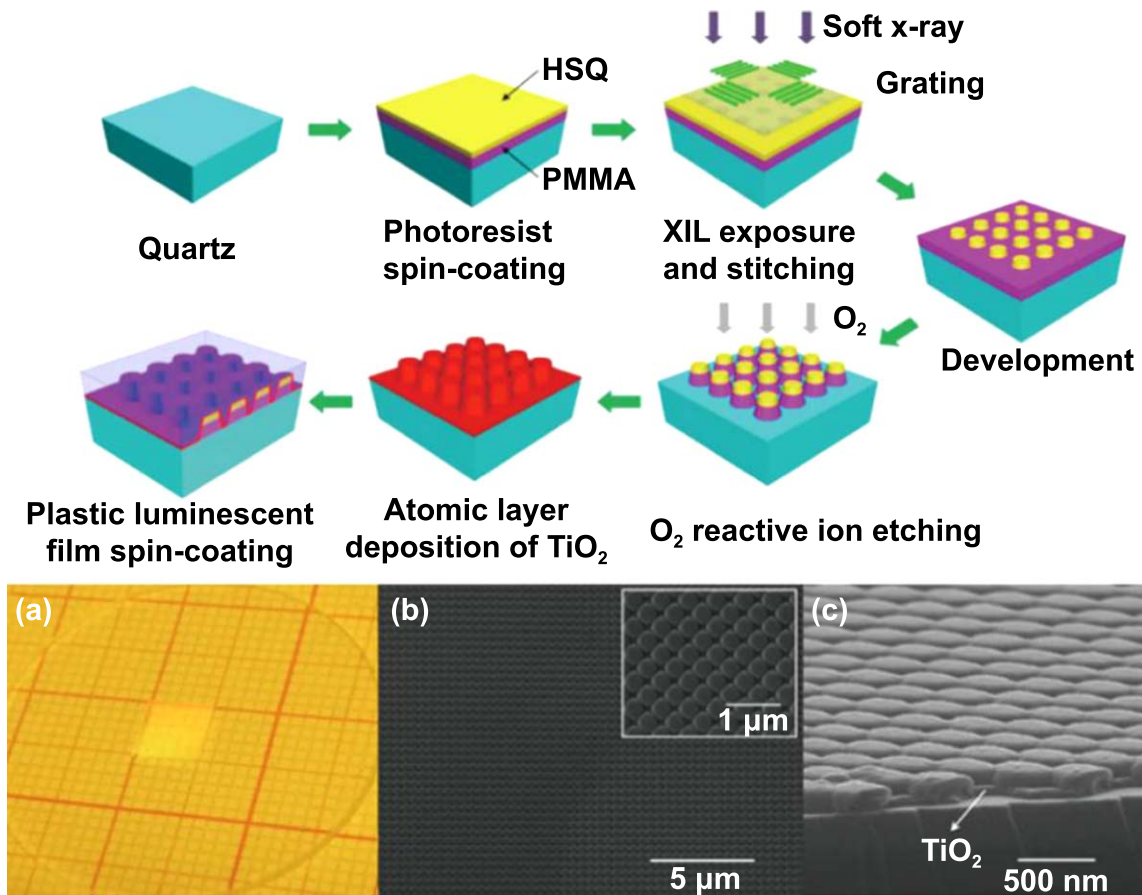 Soft x-ray
HSQ
Grating
PMMA
Quartz
Photoresist
spin-coating
XIL exposure
and stitching
O₂
Development
Plastic luminescent
film spin-coating
Atomic layer
deposition of TiO₂
O₂ reactive ion etching
(a)
(b)
1 μm
5 μm
(c)
TiO₂
500 nm